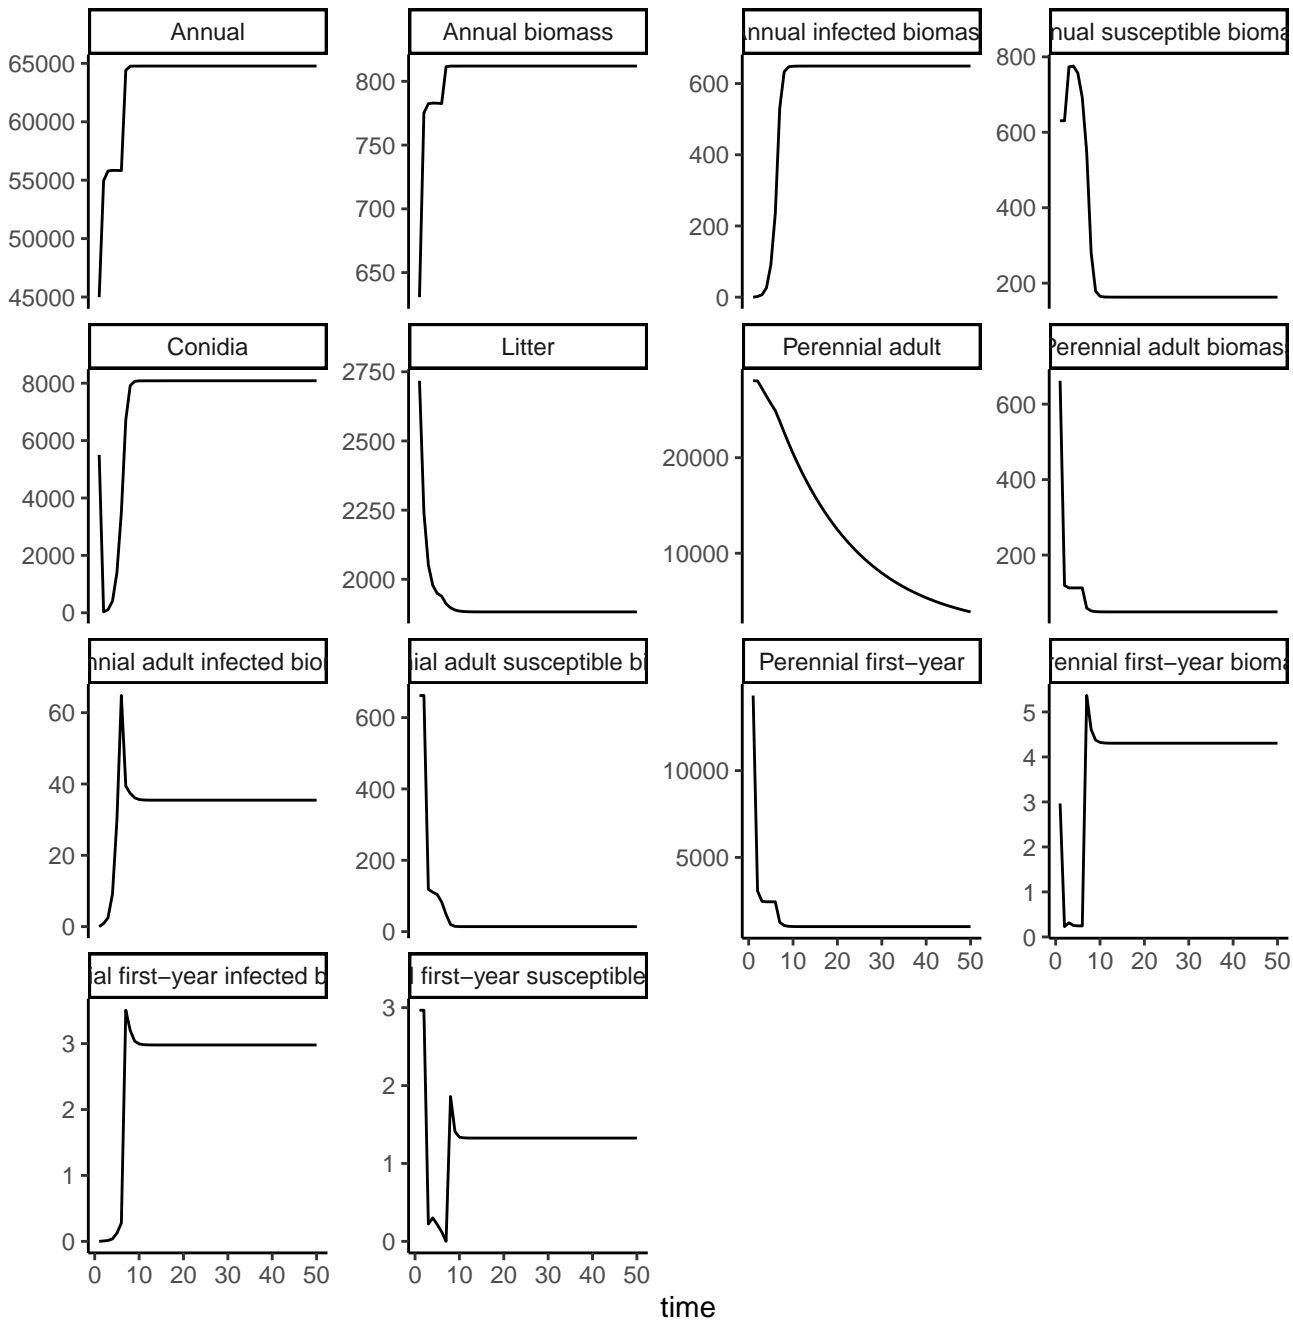 Annual
Annual biomass
Annual infected biomas
nual susceptible bioma
65000
60000
55000
50000
45000
800
750
700
650
600
400
200
0
800
600
400
200
Conidia
Litter
Perennial adult
Perennial adult biomas
8000
6000
4000
2000
0
2750
2500
2250
2000
20000
10000
600
400
200
nnial adult infected bio
ial adult susceptible bi
Perennial first−year
rennial first−year bioma
60
40
20
0
600
400
200
0
10000
5000
5
4
3
2
1
0
0 10 20 30 40 50
0 10 20 30 40 50
ial first−year infected b
l first−year susceptible
3
2
1
0
3
2
1
0
0 10 20 30 40 50
0 10 20 30 40 50
time